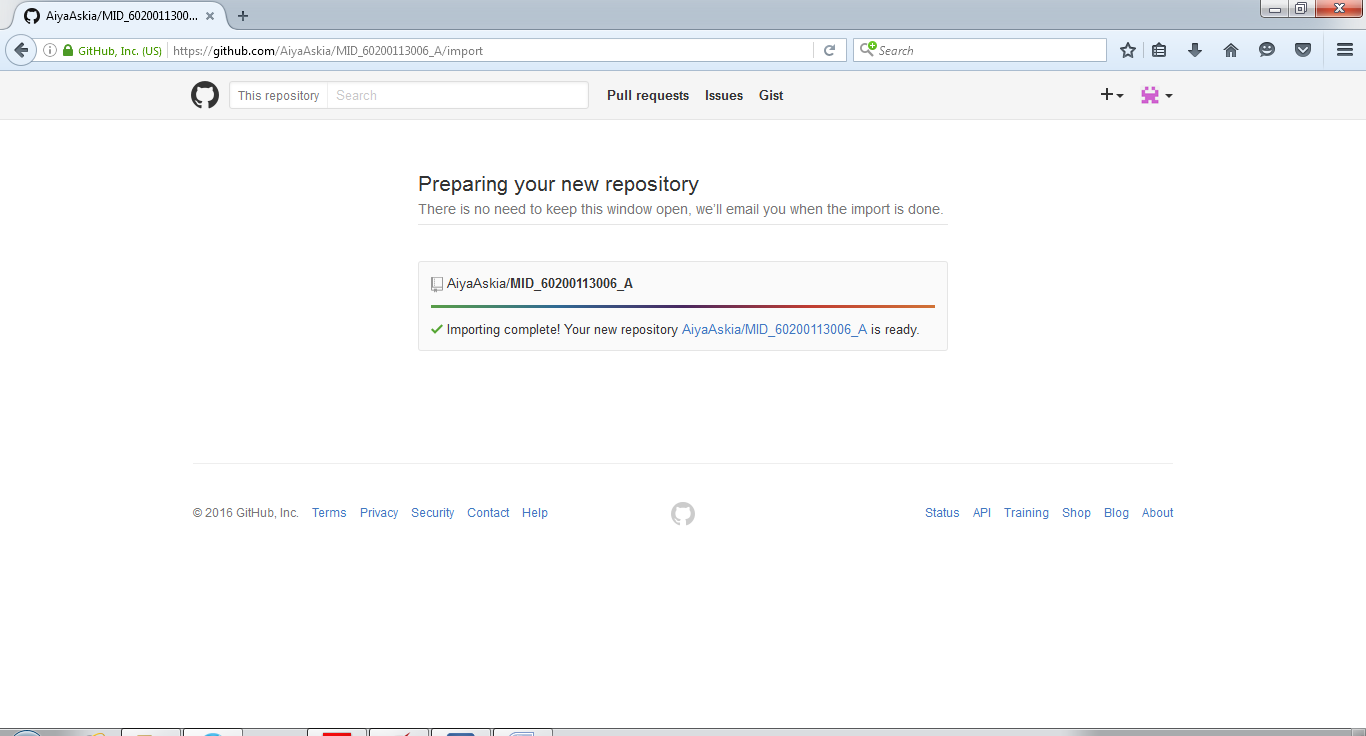 AiyaAskia/MID_6020011300...
GitHub, Inc. (US) https://github.com/AiyaAskia/MID_60200113006_A/import Search
This repository Search Pull requests Issues Gist
Preparing your new repository
There is no need to keep this window open, we'll email you when the import is done.
AiyaAskia/MID_60200113006_A
Importing complete! Your new repository AiyaAskia/MID_60200113006_A is ready.
© 2016 GitHub, Inc. Terms Privacy Security Contact Help Status API Training Shop Blog About